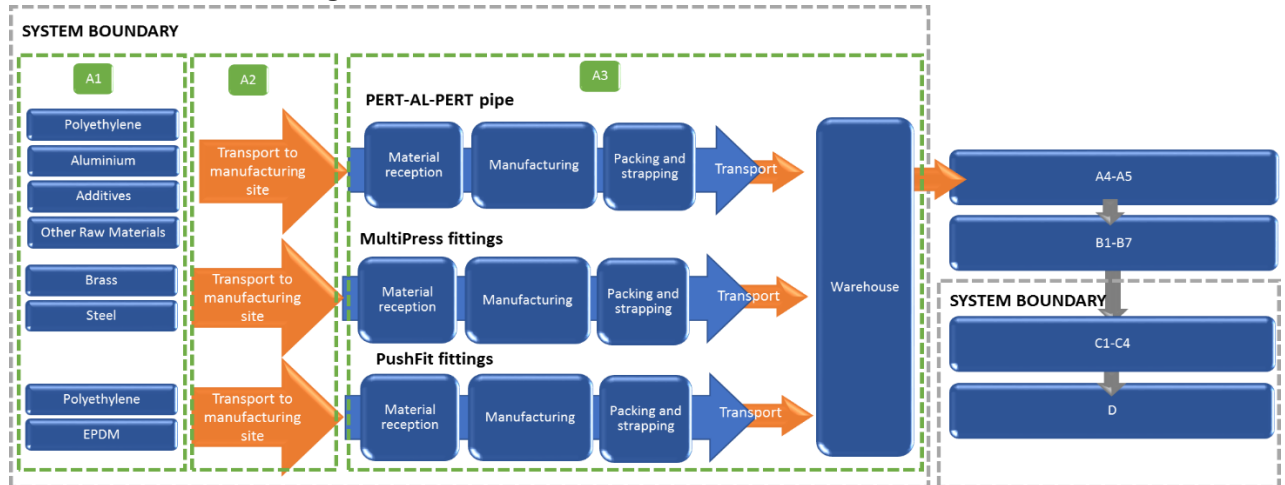 SYSTEM BOUNDARY
A1
Polyethylene
Aluminium
Additives
Other Raw Materials
Brass
Steel
Polyethylene
EPDM
A2
Transport to
manufacturing
site
Transport to
manufacturing
site
Transport to
manufacturing
site
A3
PERT-AL-PERT pipe
Material
reception
Manufacturing
Packing and
strapping
Transport
MultiPress fittings
Material
reception
Manufacturing
Packing and
strapping
Transport
PushFit fittings
Material
reception
Manufacturing
Packing and
strapping
Transport
Warehouse
A4-A5
B1-B7
SYSTEM BOUNDARY
C1-C4
D